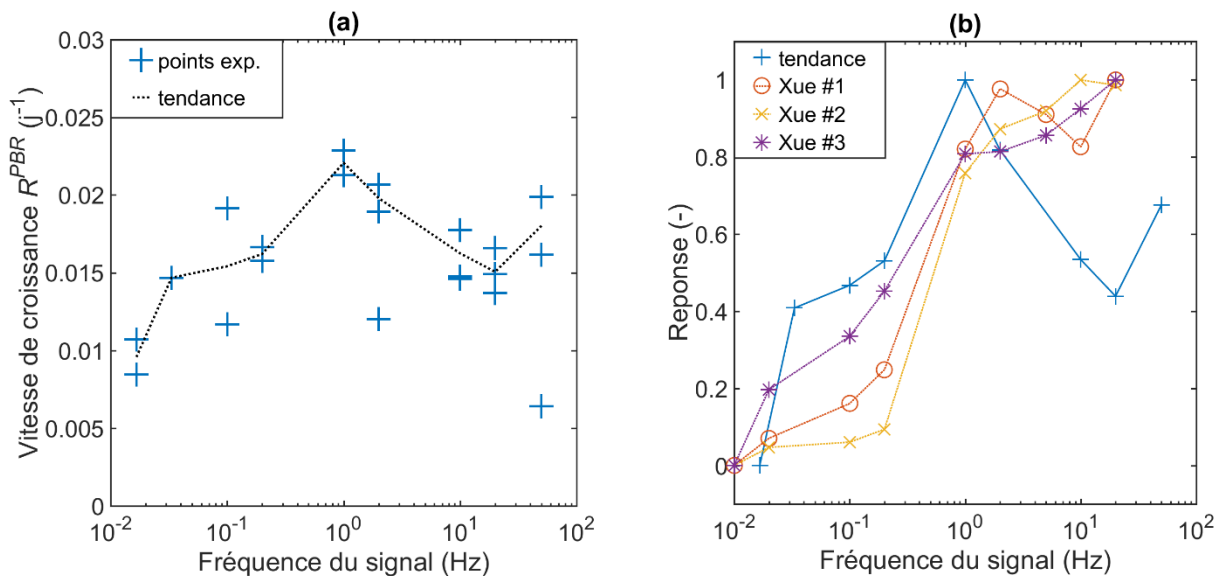 (a)
0.03
0.025
0.02
0.015
0.01
0.005
0
Vitesse de croissance R^PBR (j^-1)
points exp.
tendance
10^-2 10^-1 10^0 10^1 10^2
Fréquence du signal (Hz)
(b)
1
0.8
0.6
0.4
0.2
0
Reponse (-)
tendance
Xue #1
Xue #2
Xue #3
10^-2 10^-1 10^0 10^1 10^2
Fréquence du signal (Hz)